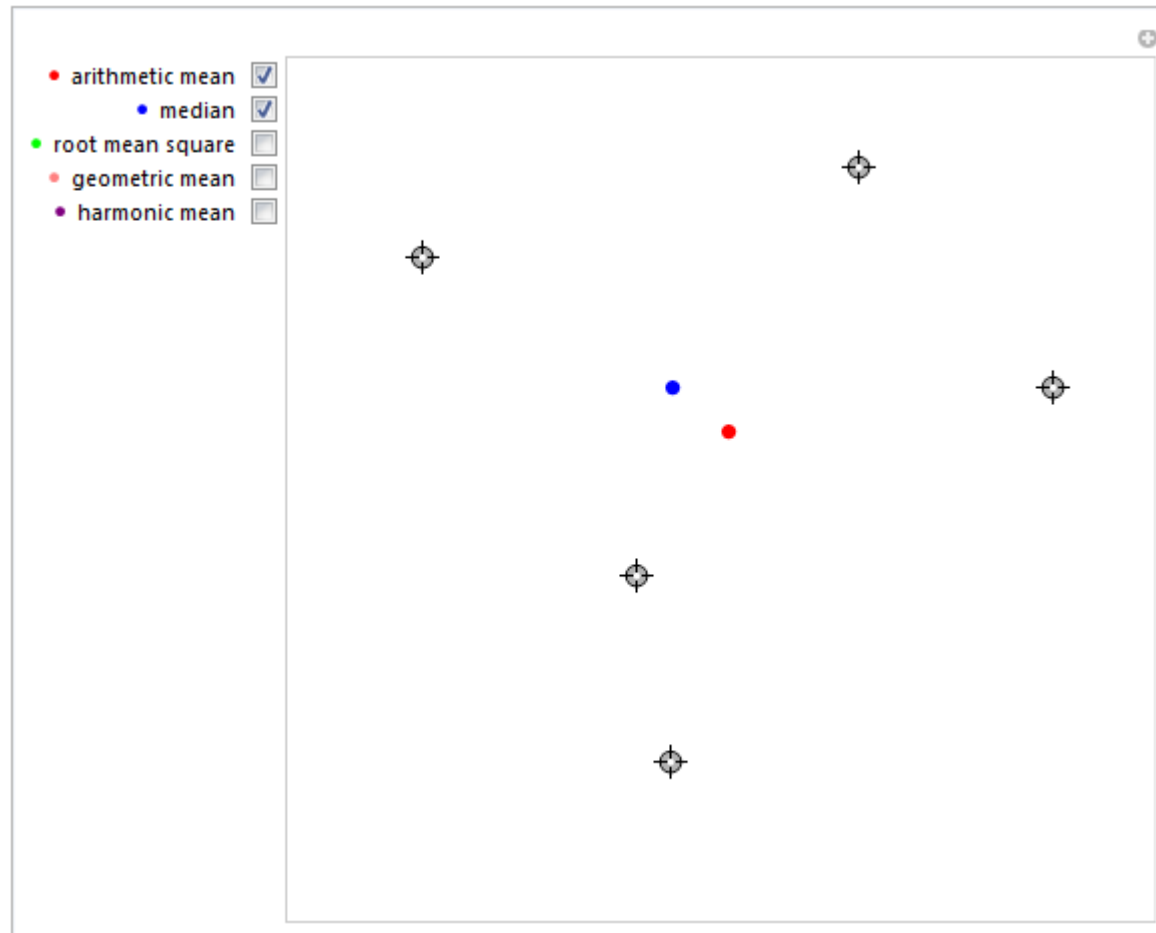 arithmetic mean
median
root mean square
geometric mean
harmonic mean